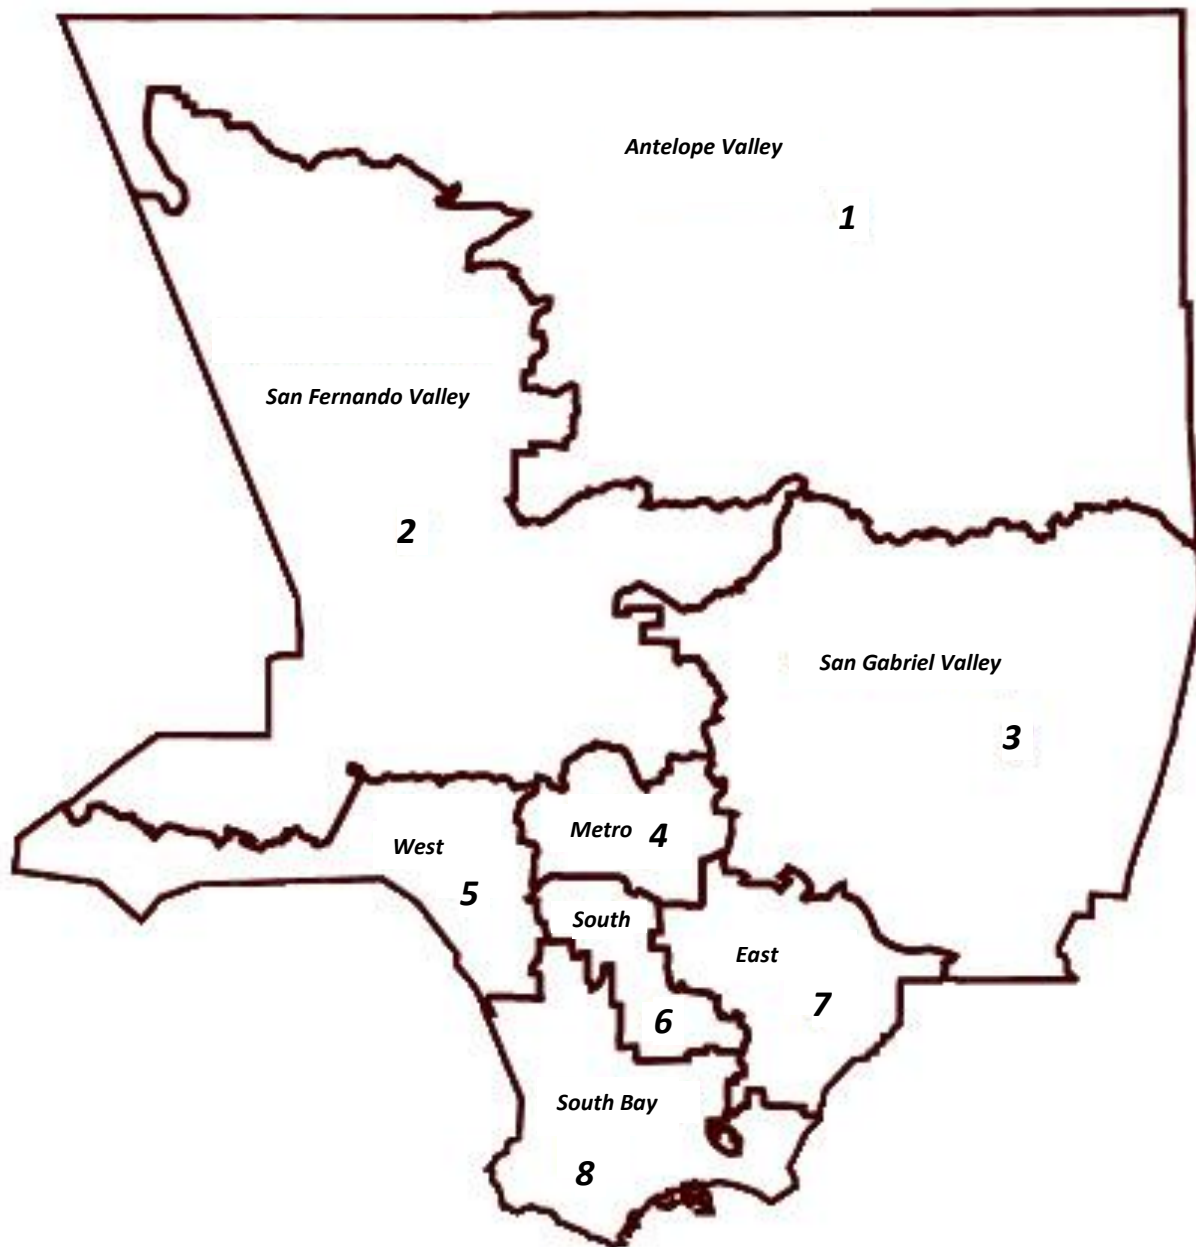 Antelope Valley
1
San Fernando Valley
2
San Gabriel Valley
3
Metro 4
West
5
South
6
East
7
South Bay
8